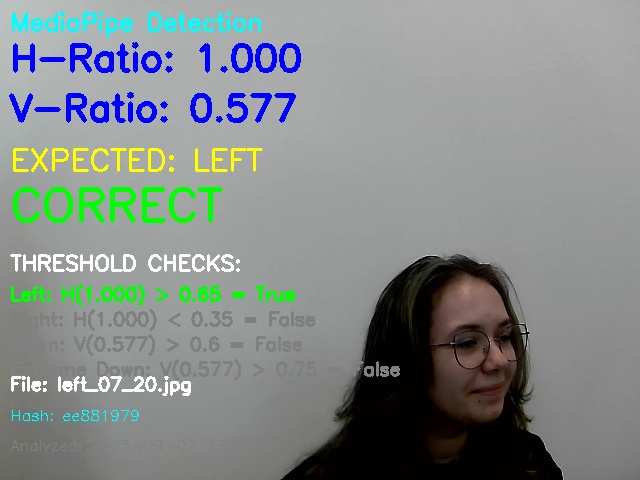 MediaPipe Detection
H-Ratio: 1.000
V-Ratio: 0.577
EXPECTED: LEFT
CORRECT
THRESHOLD CHECKS:
Left: H(1.000) > 0.65 = True
H(1.000) < 0.35 = False
V(0.577) > 0.6 = False
Down: V(0.577) > 0.75 = False
File: left_07_20.jpg
Hash: ee881979
Analyzed: